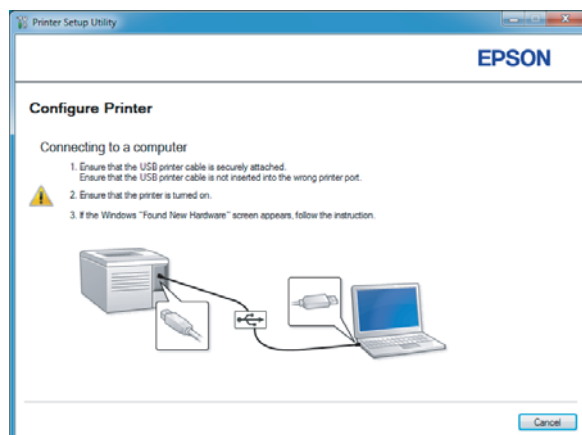 Printer Setup Utility
EPSON
Configure Printer
Connecting to a computer
1. Ensure that the USB printer cable is securely attached.
Ensure that the USB printer cable is not inserted into the wrong printer port.
2. Ensure that the printer is turned on.
3. If the Windows "Found New Hardware" screen appears, follow the instruction.
Cancel